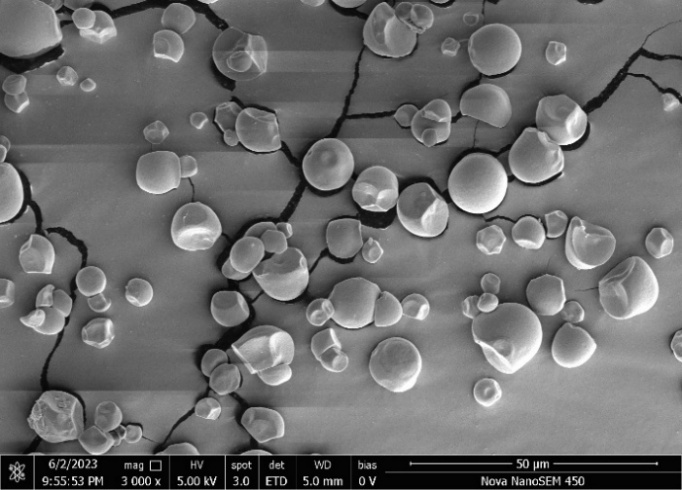 6/2/2023 mag HV spot det WD bias 50 µm
9:55:53 PM 3 000 x 5.00 kV 3.0 ETD 5.0 mm 0 V Nova NanoSEM 450